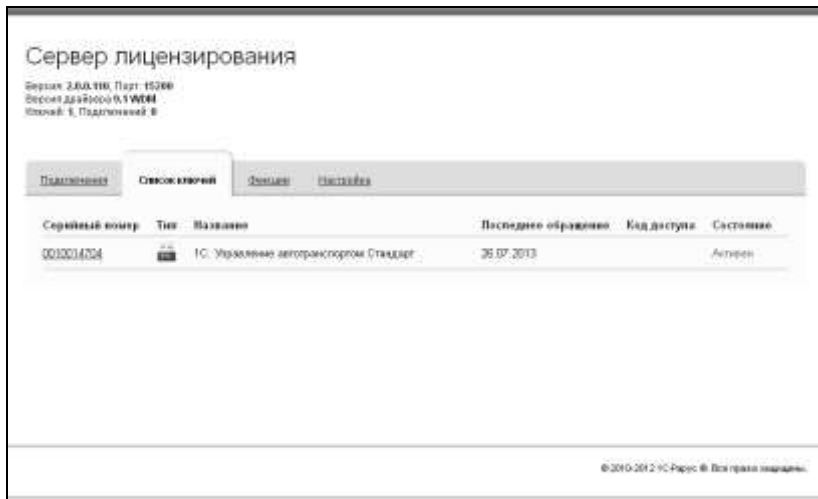 Сервер лицензирования
Версия: 2.0.0.110, Порт: 15200
Версия драйвера 9.1 WDM
Ключей: 1, Подключений: 0
Подключения Список ключей Функции Настройка
Серийный номер Тип Название Последнее обращение Код доступа Состояние
0010014704 1С: Управление автотранспортом Стандарт 26.07.2013 Активен
© 2010-2012 1С-Рарус ®. Все права защищены.